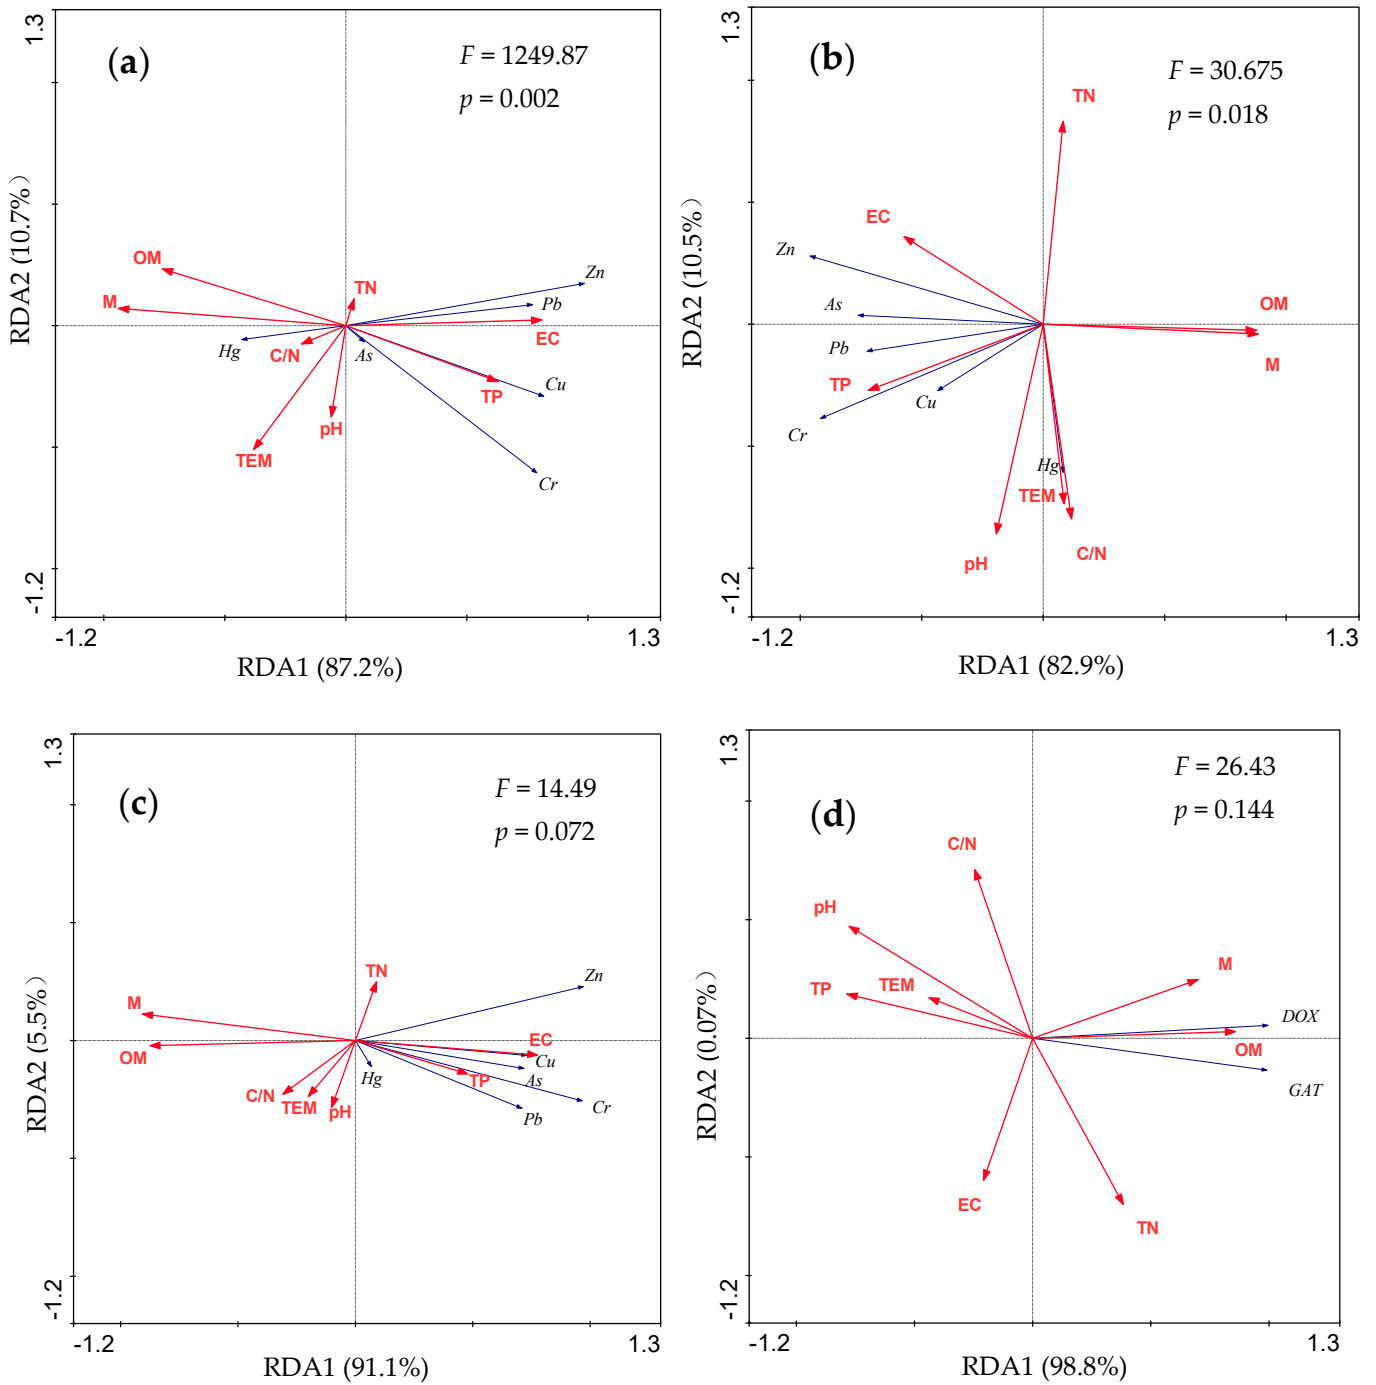 (a)
F = 1249.87
p = 0.002
1.3
RDA2 (10.7%)
-1.2
OM
M
TN
Zn
Pb
EC
Hg
C/N
As
Cu
TP
pH
TEM
Cr
-1.2
1.3
RDA1 (87.2%)
(b)
F = 30.675
p = 0.018
1.3
RDA2 (10.5%)
-1.2
TN
EC
Zn
As
OM
Pb
M
TP
Cu
Cr
Hg
TEM
pH
C/N
-1.2
1.3
RDA1 (82.9%)
(c)
F = 14.49
p = 0.072
1.3
RDA2 (5.5%)
-1.2
TN
Zn
M
EC
OM
Cu
Hg
As
TP
C/N
TEM
pH
Pb
Cr
-1.2
1.3
RDA1 (91.1%)
(d)
F = 26.43
p = 0.144
1.3
RDA2 (0.07%)
-1.2
C/N
pH
M
TP
TEM
DOX
OM
GAT
EC
TN
-1.2
1.3
RDA1 (98.8%)